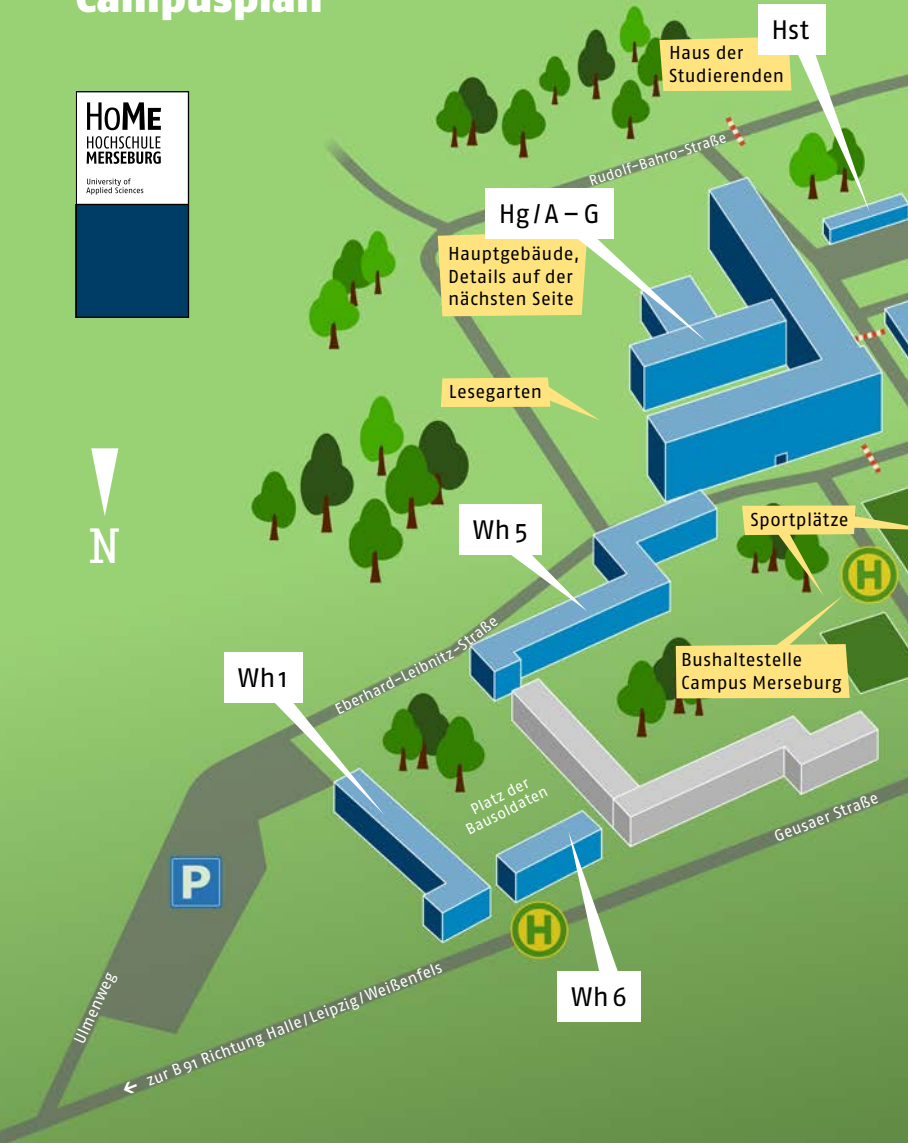 Campusplan
HoMe
HOCHSCHULE
MERSEBURG
University of
Applied Sciences
Hst
Haus der
Studierenden
Rudolf-Bahro-Straße
Hg/A – G
Hauptgebäude,
Details auf der
nächsten Seite
Lesegarten
N
Wh 5
Sportplätze
H
Bushaltestelle
Campus Merseburg
Eberhard-Leibnitz-Straße
Wh 1
Platz der
Bausoldaten
Geusaer Straße
P
H
Wh 6
Ulmenweg
← zur B 91 Richtung Halle/Leipzig/Weißenfels